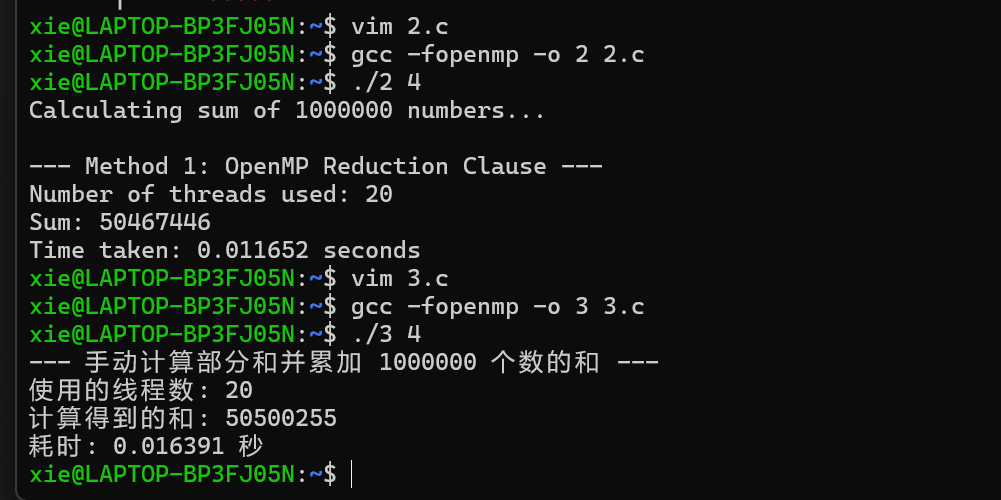 xie@LAPTOP-BP3FJ05N:~$ vim 2.c
xie@LAPTOP-BP3FJ05N:~$ gcc -fopenmp -o 2 2.c
xie@LAPTOP-BP3FJ05N:~$ ./2 4
Calculating sum of 1000000 numbers...
--- Method 1: OpenMP Reduction Clause ---
Number of threads used: 20
Sum: 50467446
Time taken: 0.011652 seconds
xie@LAPTOP-BP3FJ05N:~$ vim 3.c
xie@LAPTOP-BP3FJ05N:~$ gcc -fopenmp -o 3 3.c
xie@LAPTOP-BP3FJ05N:~$ ./3 4
--- 手动计算部分和并累加 1000000 个数的和 ---
使用的线程数: 20
计算得到的和: 50500255
耗时: 0.016391 秒
xie@LAPTOP-BP3FJ05N:~$